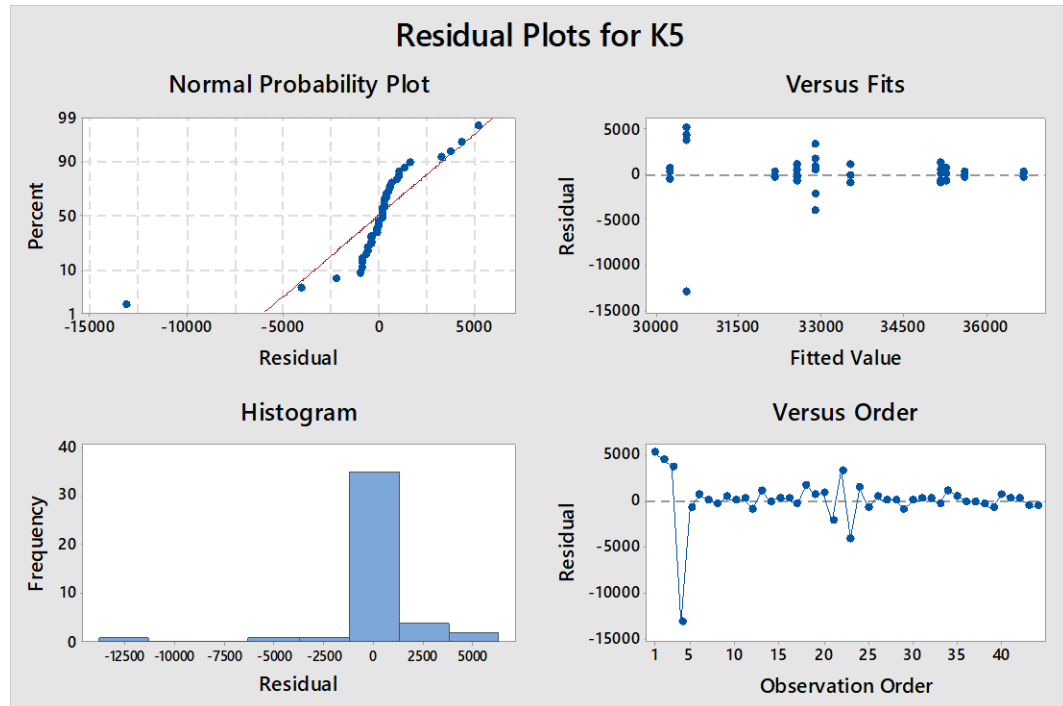 Residual Plots for K5
Normal Probability Plot
99
90
50
10
1
Percent
-15000 -10000 -5000 0 5000
Residual
Versus Fits
5000
0
-5000
-10000
-15000
Residual
30000 31500 33000 34500 36000
Fitted Value
Histogram
40
30
20
10
0
Frequency
-12500 -10000 -7500 -5000 -2500 0 2500 5000
Residual
Versus Order
5000
0
-5000
-10000
-15000
Residual
1 5 10 15 20 25 30 35 40
Observation Order